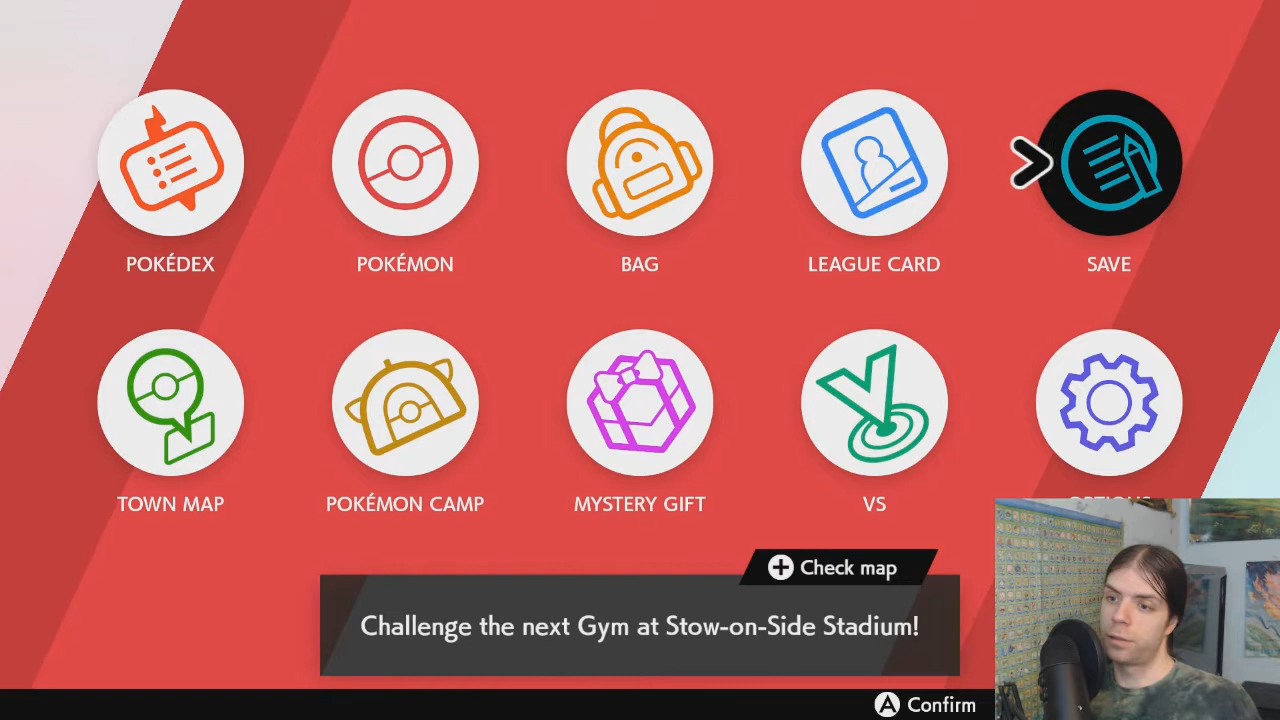 POKÉDEX
POKÉMON
BAG
LEAGUE CARD
SAVE
TOWN MAP
POKÉMON CAMP
MYSTERY GIFT
VS
OPTIONS
Check map
Challenge the next Gym at Stow-on-Side Stadium!
A Confirm